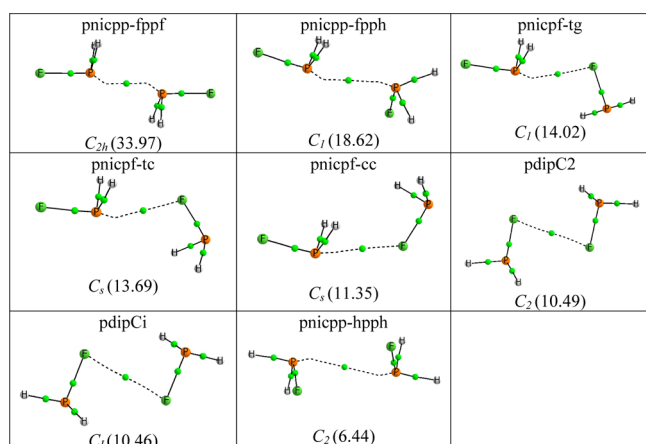 pnicpp-fppf
H H
F P
P F
H H
C2h (33.97)
pnicpp-fpph
H H
F
P H
P
F H
C1 (18.62)
pnicpf-tg
H H
F P F
P H
H
C1 (14.02)
pnicpf-tc
H H
F P F
H P
H
Cs (13.69)
pnicpf-cc
H H
P
H H
F P F
Cs (11.35)
pdipC2
H P H
F
P F
H H
C2 (10.49)
pdipCi
H
F P H
H P F
H
Ci (10.46)
pnicpp-hpph
F H
H P
P H
H F
C2 (6.44)